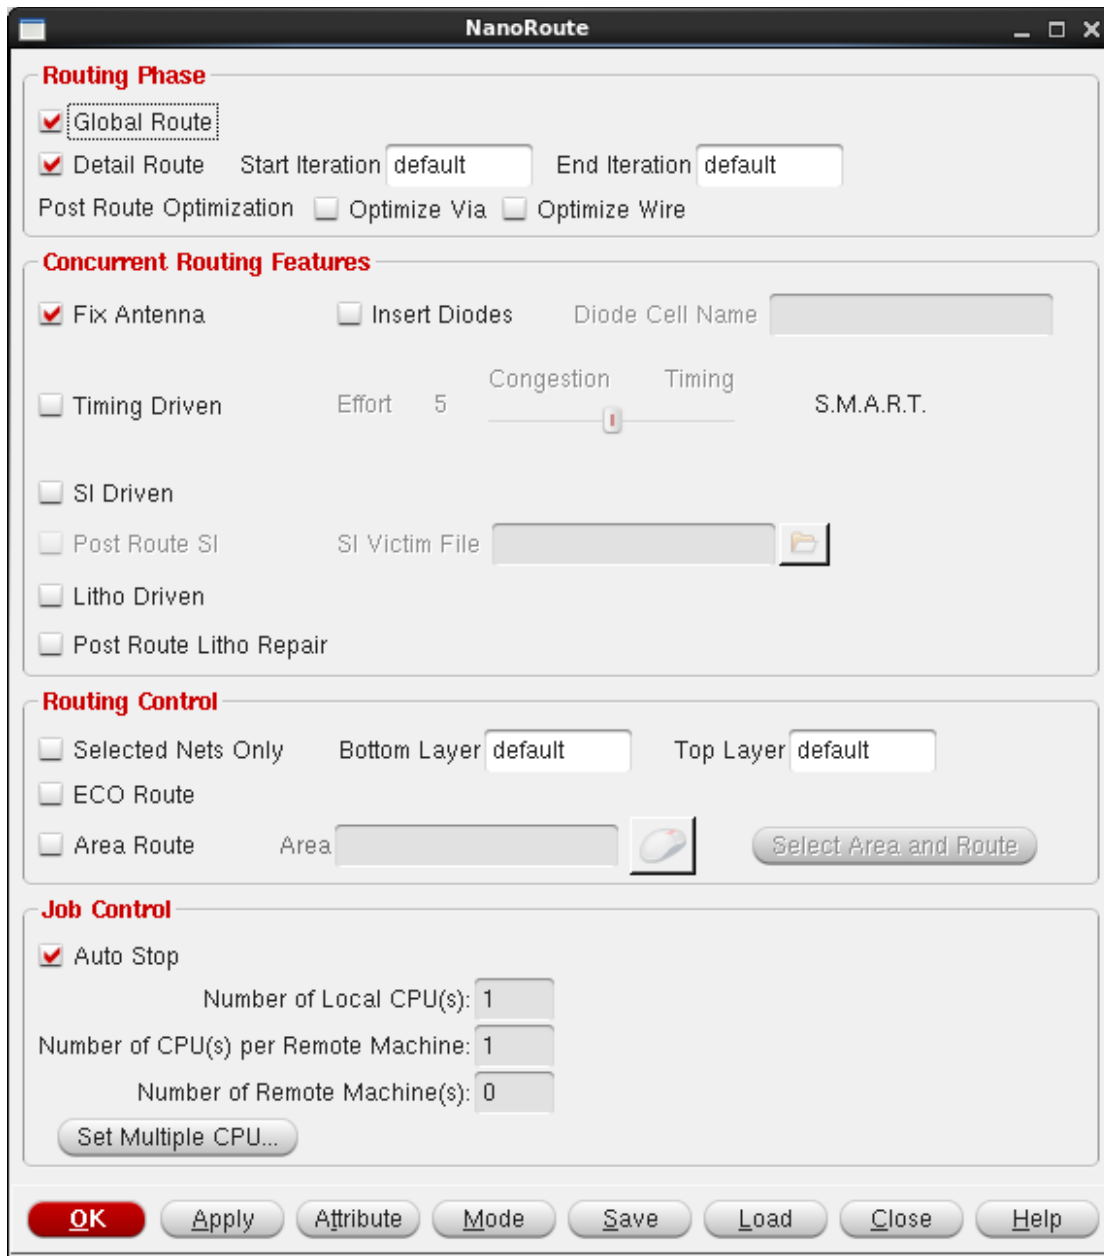 NanoRoute
Routing Phase
Global Route
Detail Route Start Iteration default End Iteration default
Post Route Optimization Optimize Via Optimize Wire
Concurrent Routing Features
Fix Antenna Insert Diodes Diode Cell Name
Congestion Timing
Timing Driven Effort 5 S.M.A.R.T.
SI Driven
Post Route SI SI Victim File
Litho Driven
Post Route Litho Repair
Routing Control
Selected Nets Only Bottom Layer default Top Layer default
ECO Route
Area Route Area Select Area and Route
Job Control
Auto Stop
Number of Local CPU(s): 1
Number of CPU(s) per Remote Machine: 1
Number of Remote Machine(s): 0
Set Multiple CPU...
OK Apply Attribute Mode Save Load Close Help